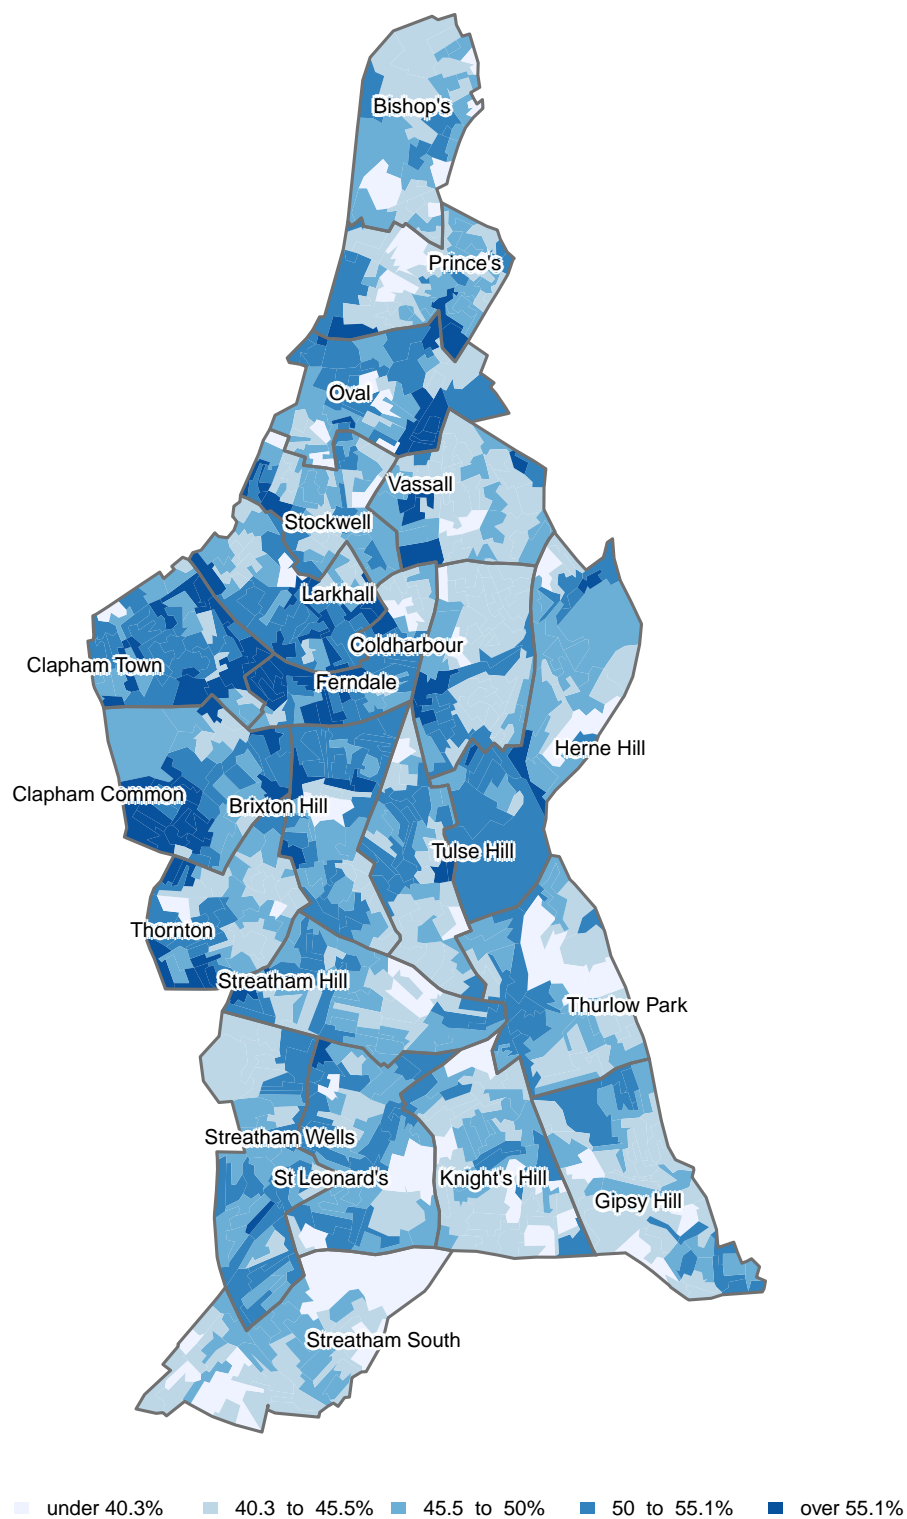 Bishop's
Prince's
Oval
Vassall
Stockwell
Larkhall
Coldharbour
Clapham Town
Ferndale
Herne Hill
Clapham Common
Brixton Hill
Tulse Hill
Thornton
Streatham Hill
Thurlow Park
Streatham Wells
St Leonard's
Knight's Hill
Gipsy Hill
Streatham South
under 40.3% 40.3 to 45.5% 45.5 to 50% 50 to 55.1% over 55.1%